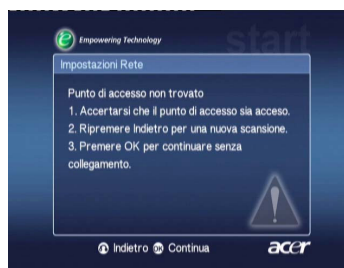 e Empowering Technology
start
Impostazioni Rete
Punto di accesso non trovato
1. Accertarsi che il punto di accesso sia acceso.
2. Ripremere Indietro per una nuova scansione.
3. Premere OK per continuare senza
collegamento.
Indietro OK Continua
acer